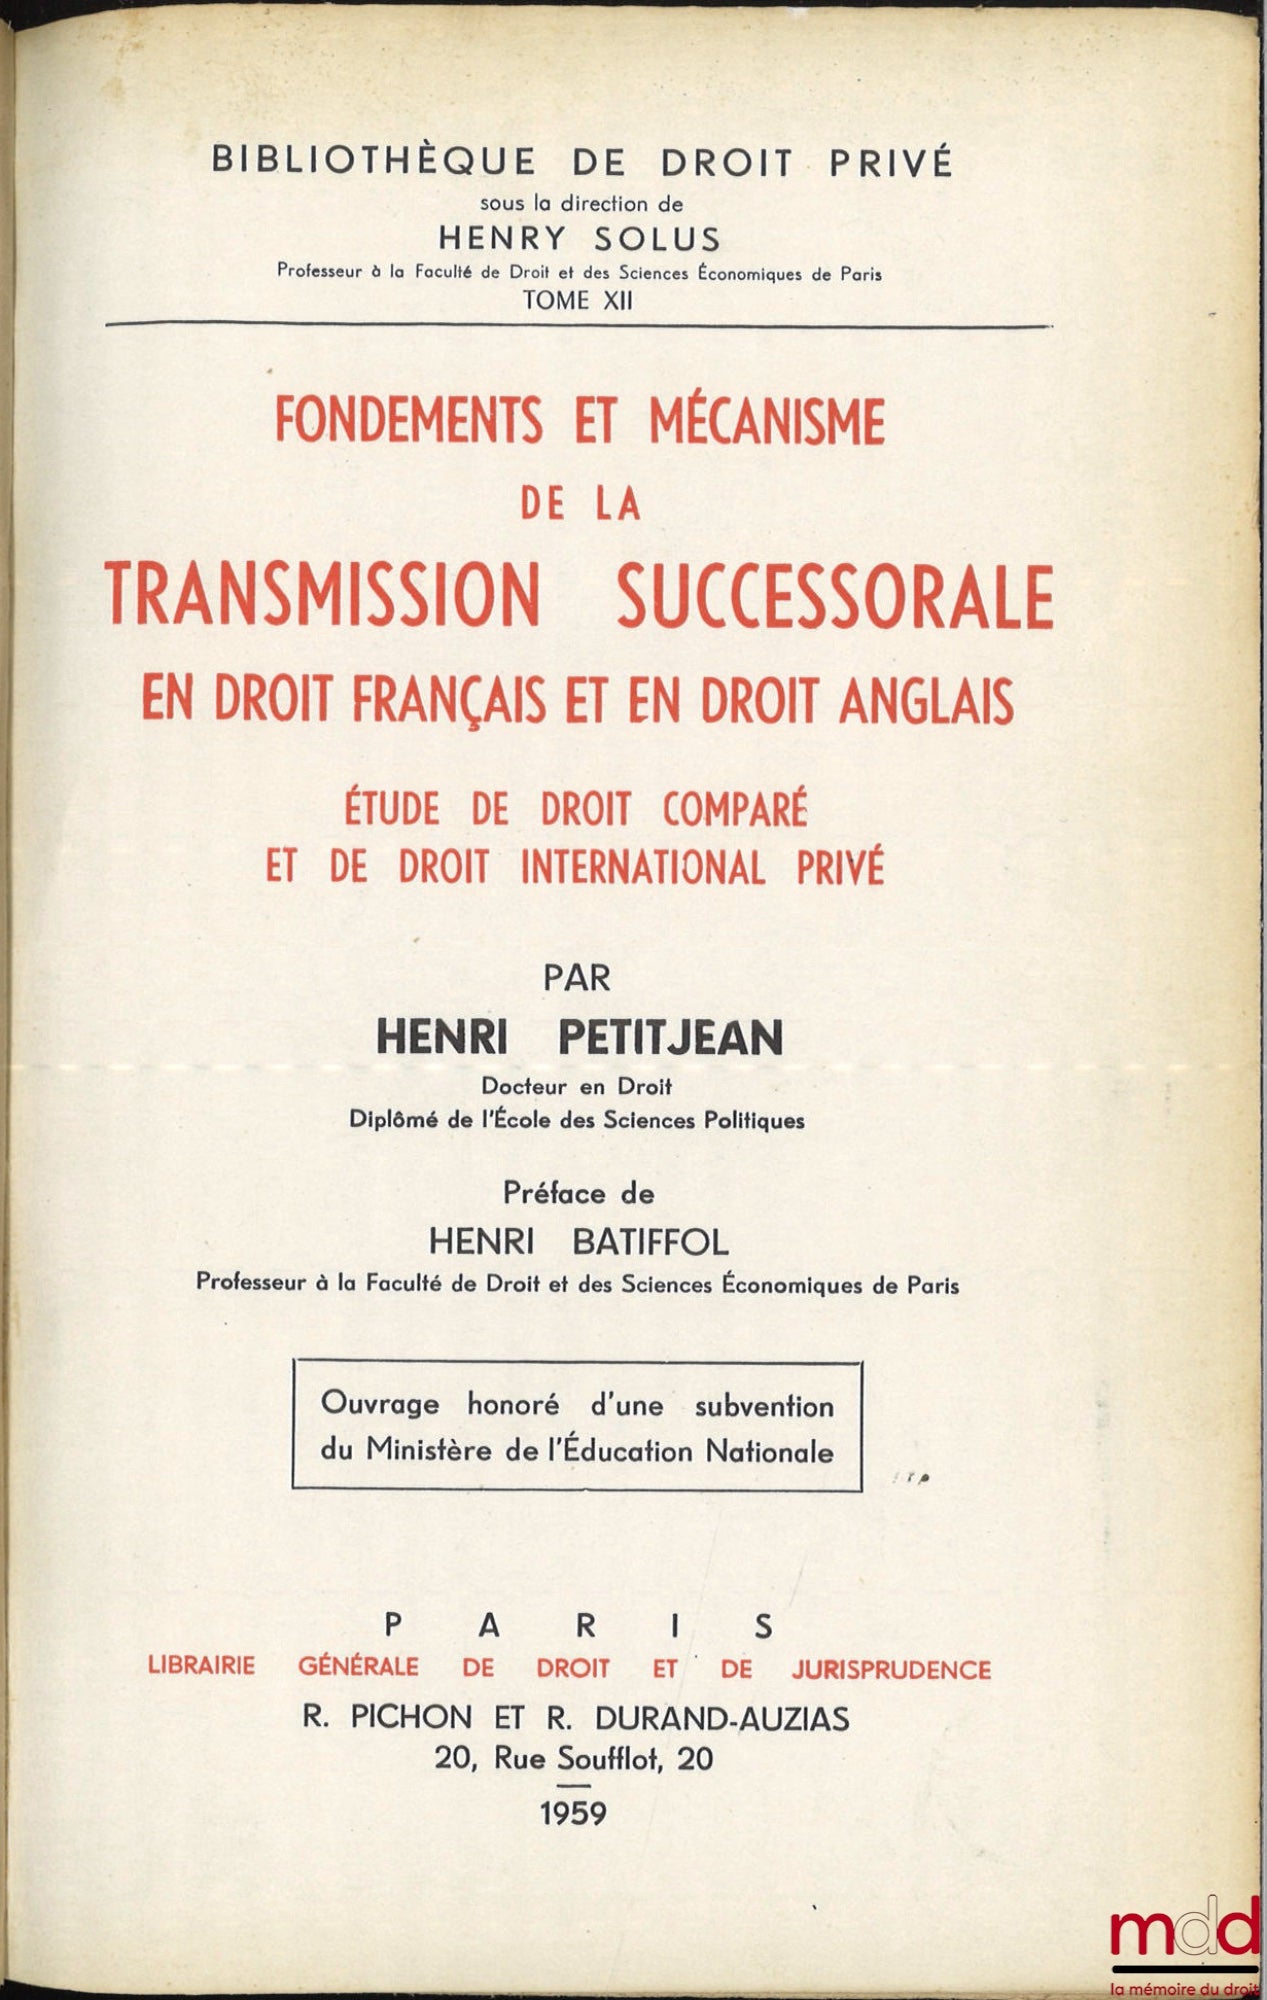 BIBLIOTHÈQUE DE DROIT PRIVÉ
sous la direction de
HENRY SOLUS
Professeur à la Faculté de Droit et des Sciences Économiques de Paris
TOME XII
FONDEMENTS ET MÉCANISME
DE LA
TRANSMISSION SUCCESSORALE
EN DROIT FRANÇAIS ET EN DROIT ANGLAIS
ÉTUDE DE DROIT COMPARÉ
ET DE DROIT INTERNATIONAL PRIVÉ
PAR
HENRI PETITJEAN
Docteur en Droit
Diplômé de l'École des Sciences Politiques
Préface de
HENRI BATIFFOL
Professeur à la Faculté de Droit et des Sciences Économiques de Paris
Ouvrage honoré d'une subvention
du Ministère de l'Éducation Nationale
PARIS
LIBRAIRIE GÉNÉRALE DE DROIT ET DE JURISPRUDENCE
R. PICHON ET R. DURAND-AUZIAS
20, Rue Soufflot, 20
1959
mdd
la mémoire du droit